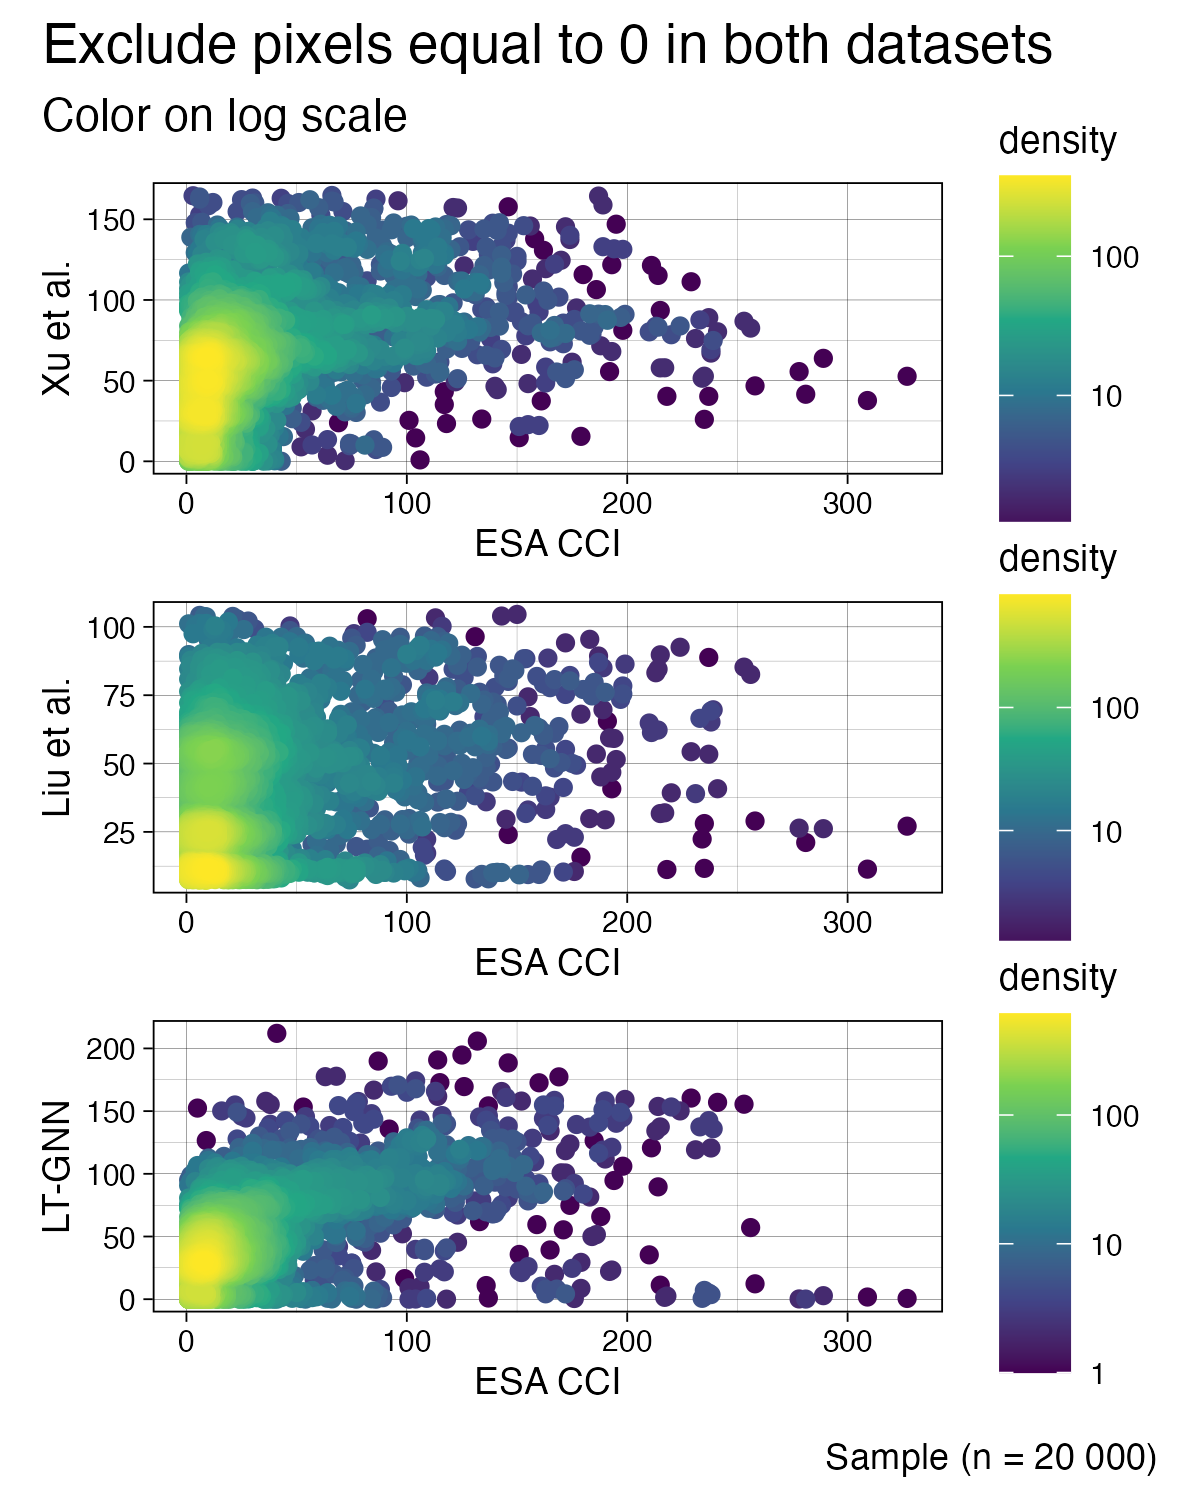 Exclude pixels equal to 0 in both datasets
Color on log scale
density
150
100
50
0
Xu et al.
0 100 200 300
ESA CCI
100
10
density
100
75
50
25
Liu et al.
0 100 200 300
ESA CCI
100
10
density
200
150
100
50
0
LT-GNN
0 100 200 300
ESA CCI
100
10
1
Sample (n = 20 000)